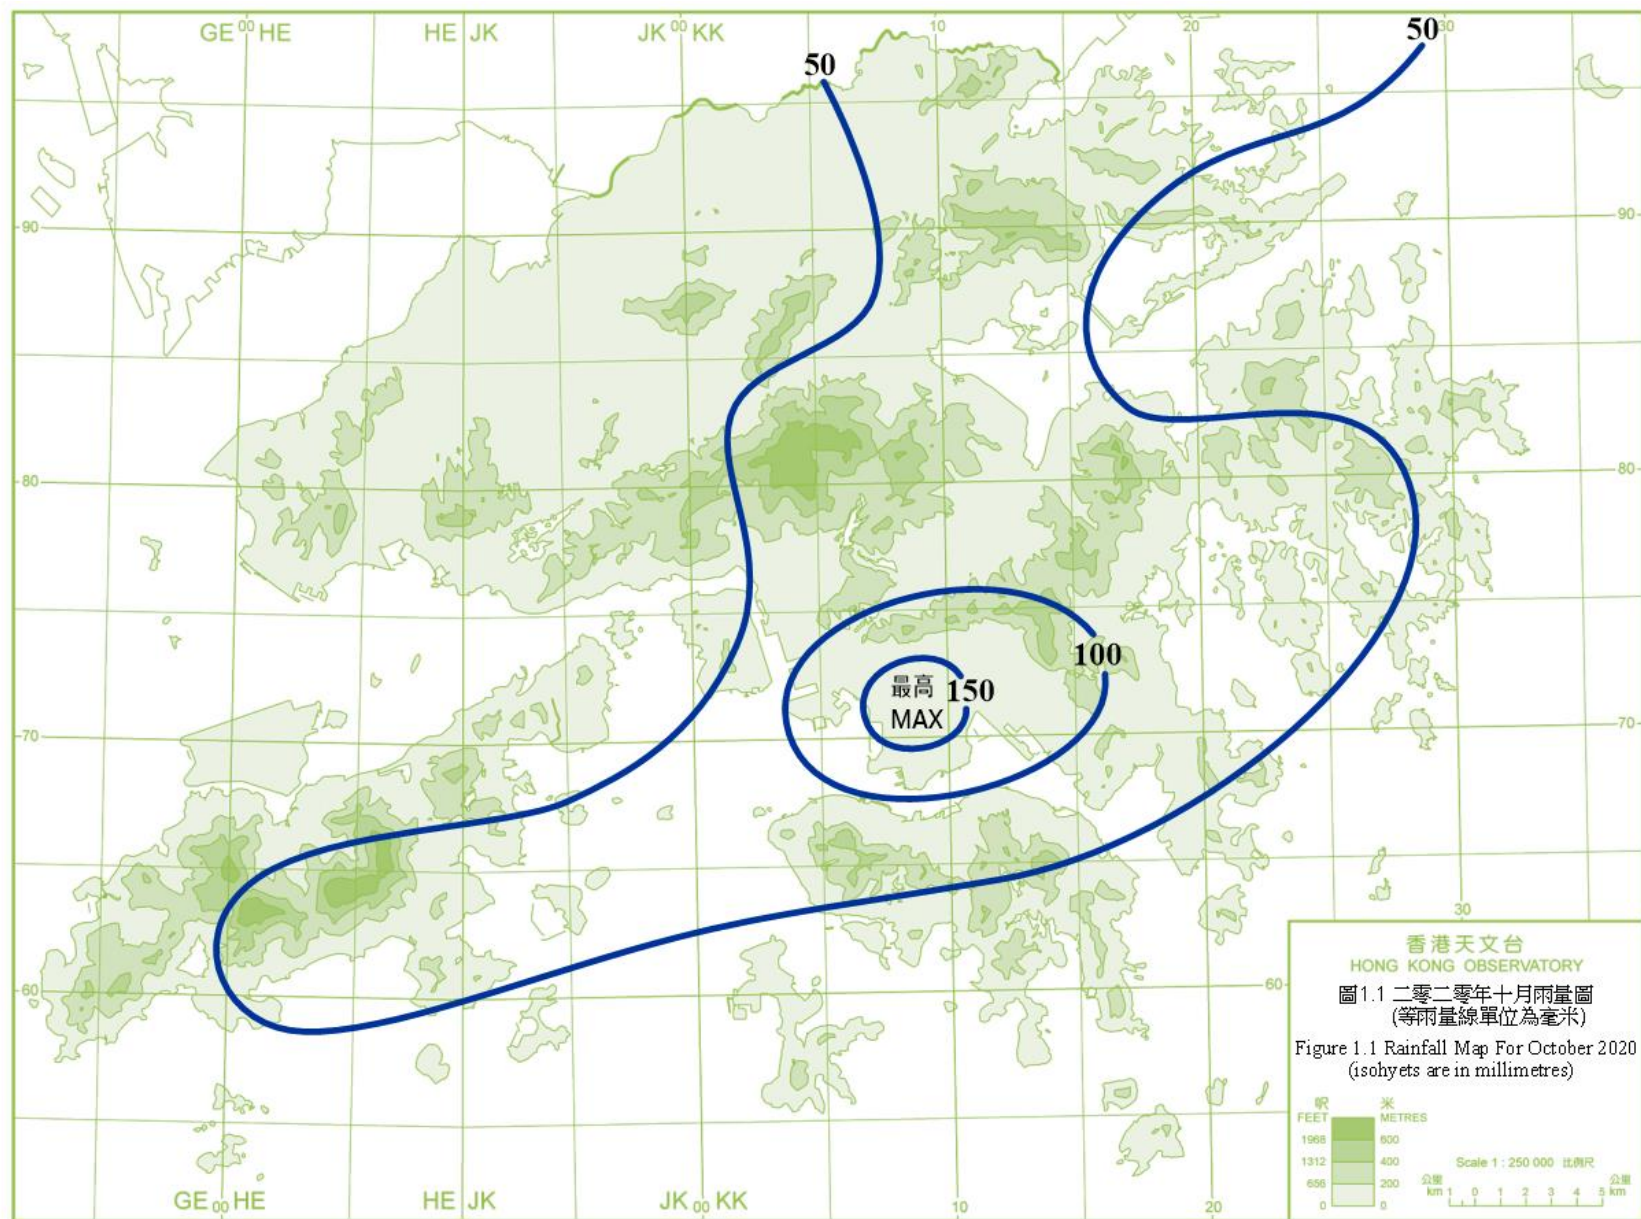 GE 00 HE
HE JK
JK 00 KK
10
20
30
50
50
90
90
80
80
100
最高 150
MAX
70
70
30
60
60
香港天文台
HONG KONG OBSERVATORY
圖1.1 二零二零年十月雨量圖
(等雨量線單位為毫米)
Figure 1.1 Rainfall Map For October 2020
(isohyets are in millimetres)
呎 米
FEET METRES
1968 600
1312 400
656 200
0 0
Scale 1 : 250 000 比例尺
公里 公里
km 1 0 1 2 3 4 5 km
GE 00 HE
HE JK
JK 00 KK
10
20